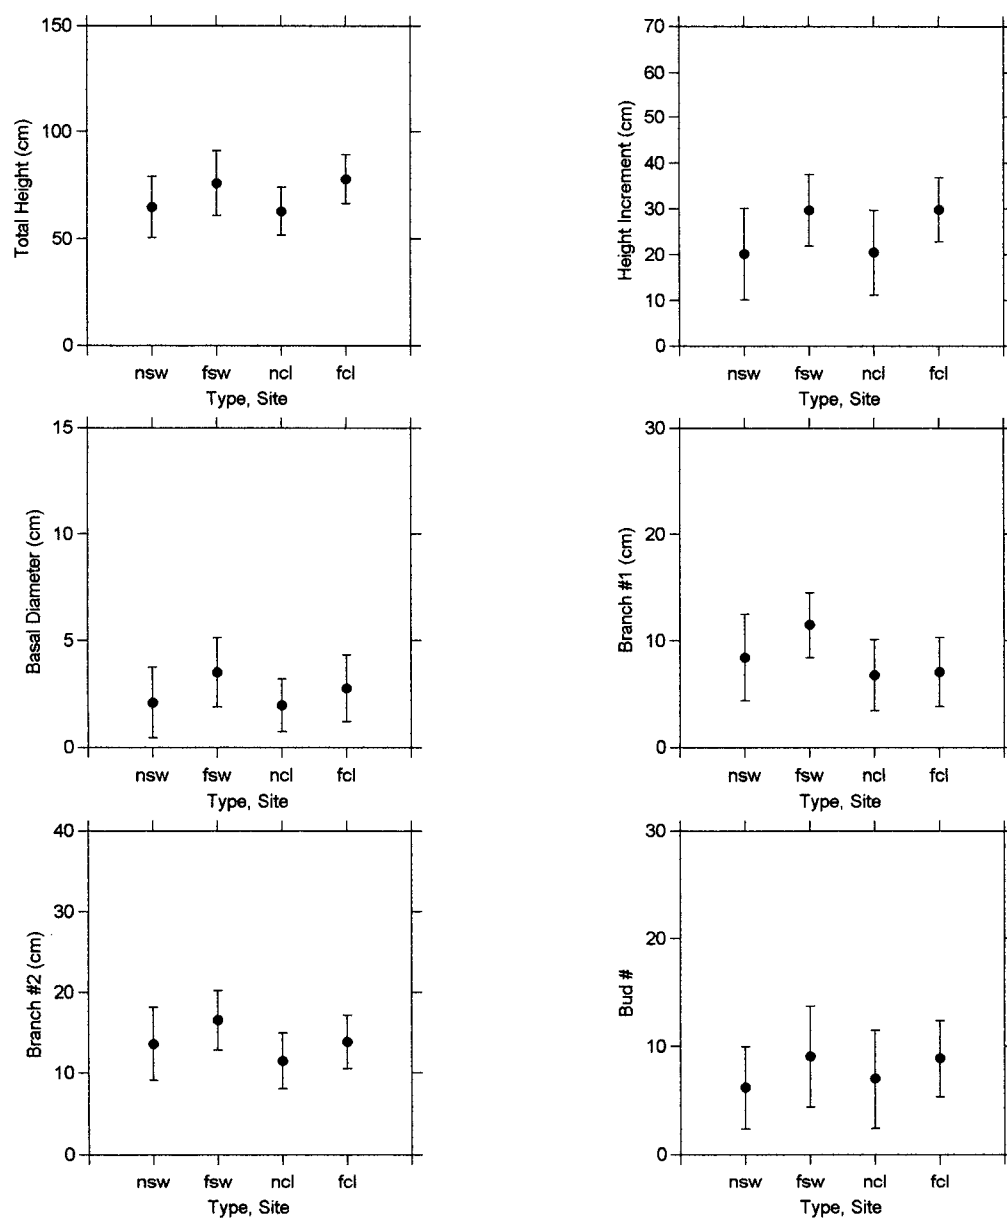 150
100
50
0
Total Height (cm)
nsw fsw ncl fcl
Type, Site
70
60
50
40
30
20
10
0
Height Increment (cm)
nsw fsw ncl fcl
Type, Site
15
10
5
0
Basal Diameter (cm)
nsw fsw ncl fcl
Type, Site
30
20
10
0
Branch #1 (cm)
nsw fsw ncl fcl
Type, Site
40
30
20
10
0
Branch #2 (cm)
nsw fsw ncl fcl
Type, Site
30
20
10
0
Bud #
nsw fsw ncl fcl
Type, Site